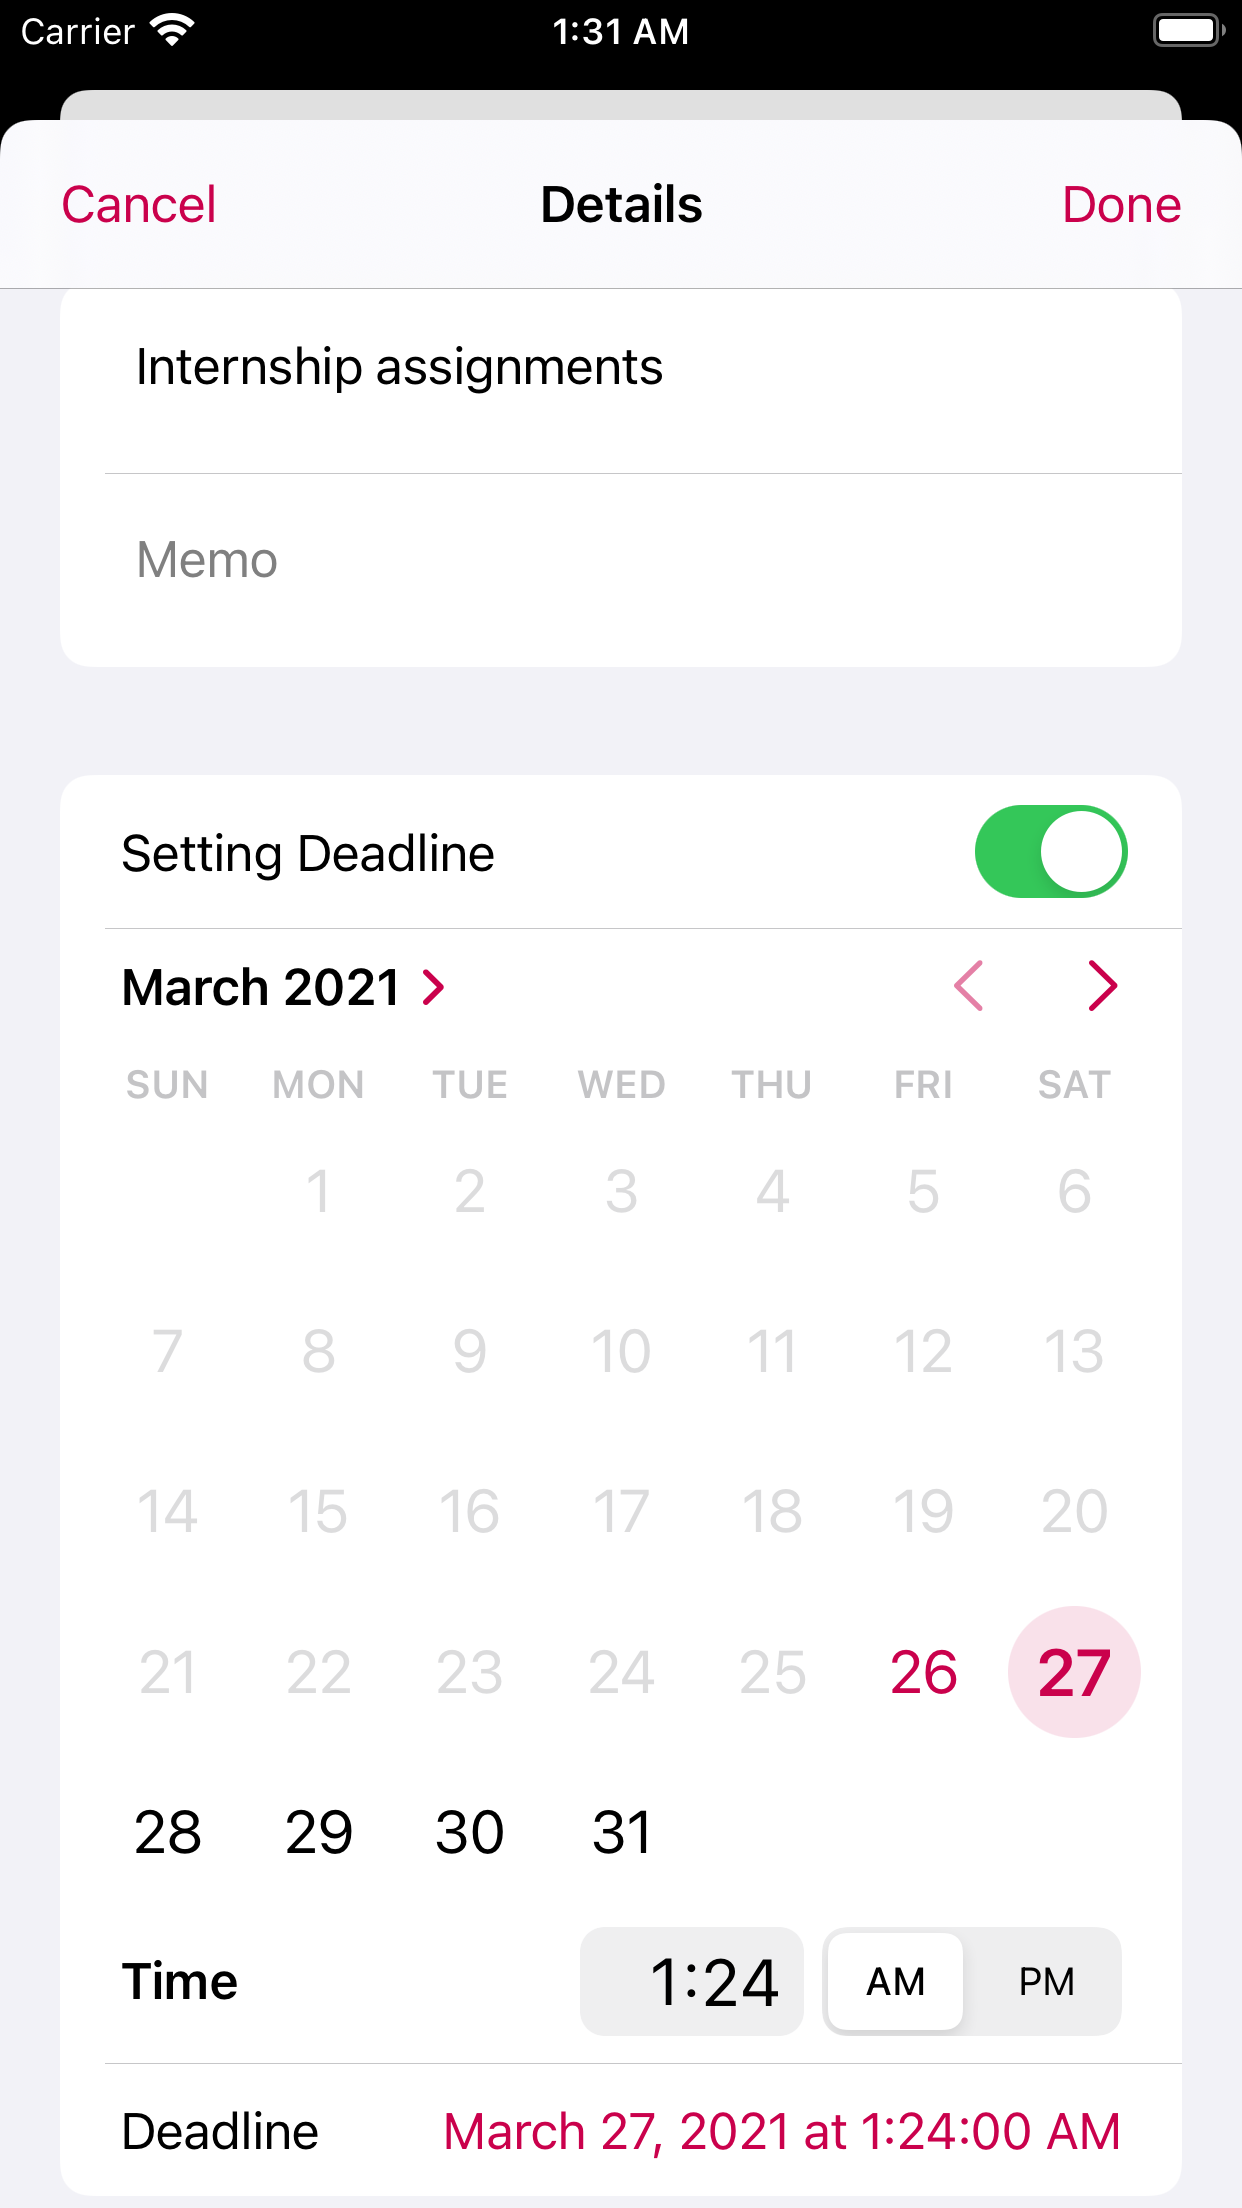 Carrier 1:31 AM
Cancel Details Done
Internship assignments
Memo
Setting Deadline
March 2021
SUN MON TUE WED THU FRI SAT
1 2 3 4 5 6
7 8 9 10 11 12 13
14 15 16 17 18 19 20
21 22 23 24 25 26 27
28 29 30 31
Time 1:24 AM PM
Deadline March 27, 2021 at 1:24:00 AM